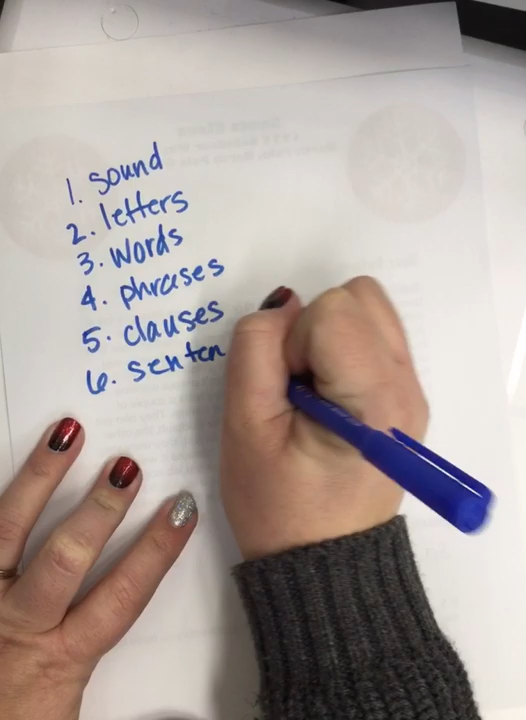 1. sound
2. letters
3. words
4. phrases
5. clauses
6. senten